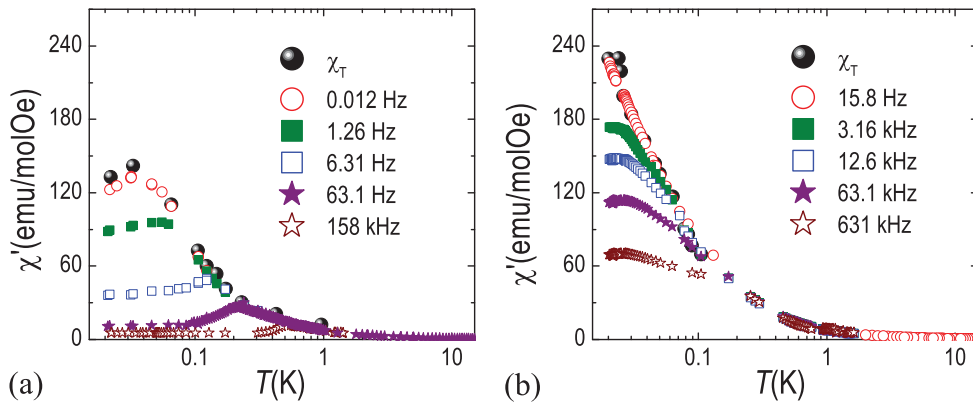 χ'(emu/molOe)
240
180
120
60
0
χT
0.012 Hz
1.26 Hz
6.31 Hz
63.1 Hz
158 kHz
0.1
1
10
T(K)
(a)
χ'(emu/molOe)
240
180
120
60
0
χT
15.8 Hz
3.16 kHz
12.6 kHz
63.1 kHz
631 kHz
0.1
1
10
T(K)
(b)